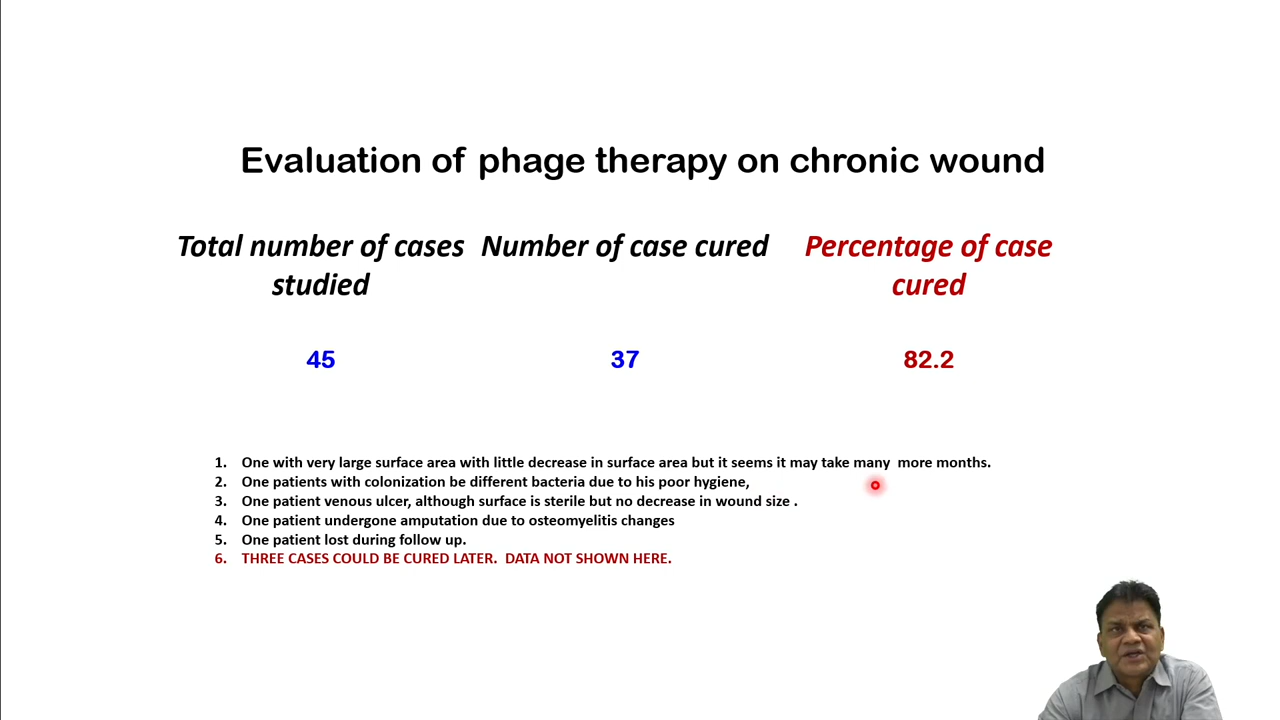 Evaluation of phage therapy on chronic wound
Total number of cases studied
Number of case cured
Percentage of case cured
45
37
82.2
1. One with very large surface area with little decrease in surface area but it seems it may take many more months.
2. One patients with colonization be different bacteria due to his poor hygiene,
3. One patient venous ulcer, although surface is sterile but no decrease in wound size .
4. One patient undergone amputation due to osteomyelitis changes
5. One patient lost during follow up.
6. THREE CASES COULD BE CURED LATER. DATA NOT SHOWN HERE.